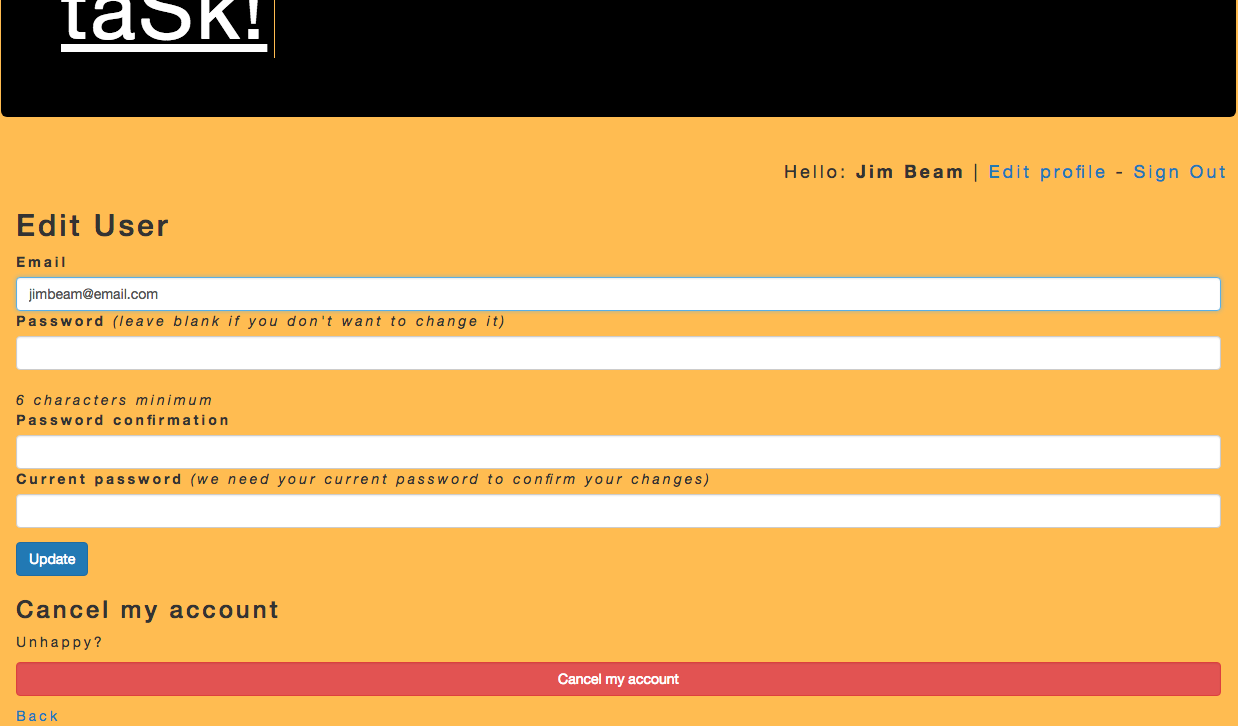 taSk!
Hello: Jim Beam | Edit profile - Sign Out
Edit User
Email
jimbeam@email.com
Password (leave blank if you don't want to change it)
6 characters minimum
Password confirmation
Current password (we need your current password to confirm your changes)
Update
Cancel my account
Unhappy?
Cancel my account
Back